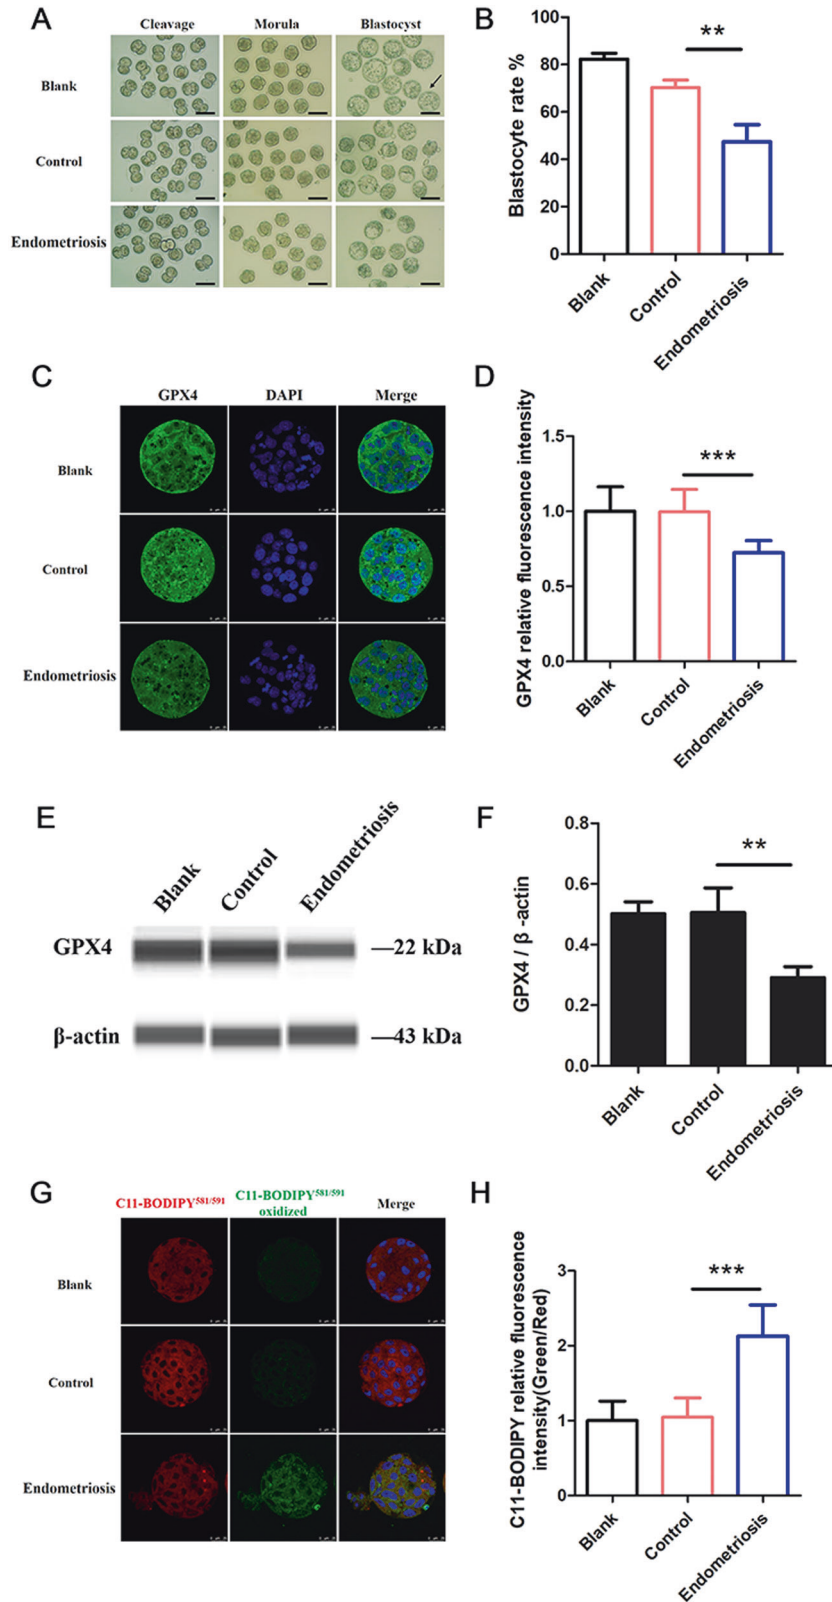 A
Cleavage
Morula
Blastocyst
Blank
Control
Endometriosis
B
Blastocyte rate %
100
80
60
40
20
0
**
Blank
Control
Endometriosis
C
GPX4
DAPI
Merge
Blank
Control
Endometriosis
D
GPX4 relative fluorescence intensity
1.5
1.0
0.5
0.0
***
Blank
Control
Endometriosis
E
Blank
Control
Endometriosis
GPX4
—22 kDa
β-actin
—43 kDa
F
GPX4 / β -actin
0.8
0.6
0.4
0.2
0.0
**
Blank
Control
Endometriosis
G
C11-BODIPY581/591
C11-BODIPY581/591
oxidized
Merge
Blank
Control
Endometriosis
H
C11-BODIPY relative fluorescence
intensity(Green/Red)
3
2
1
0
***
Blank
Control
Endometriosis